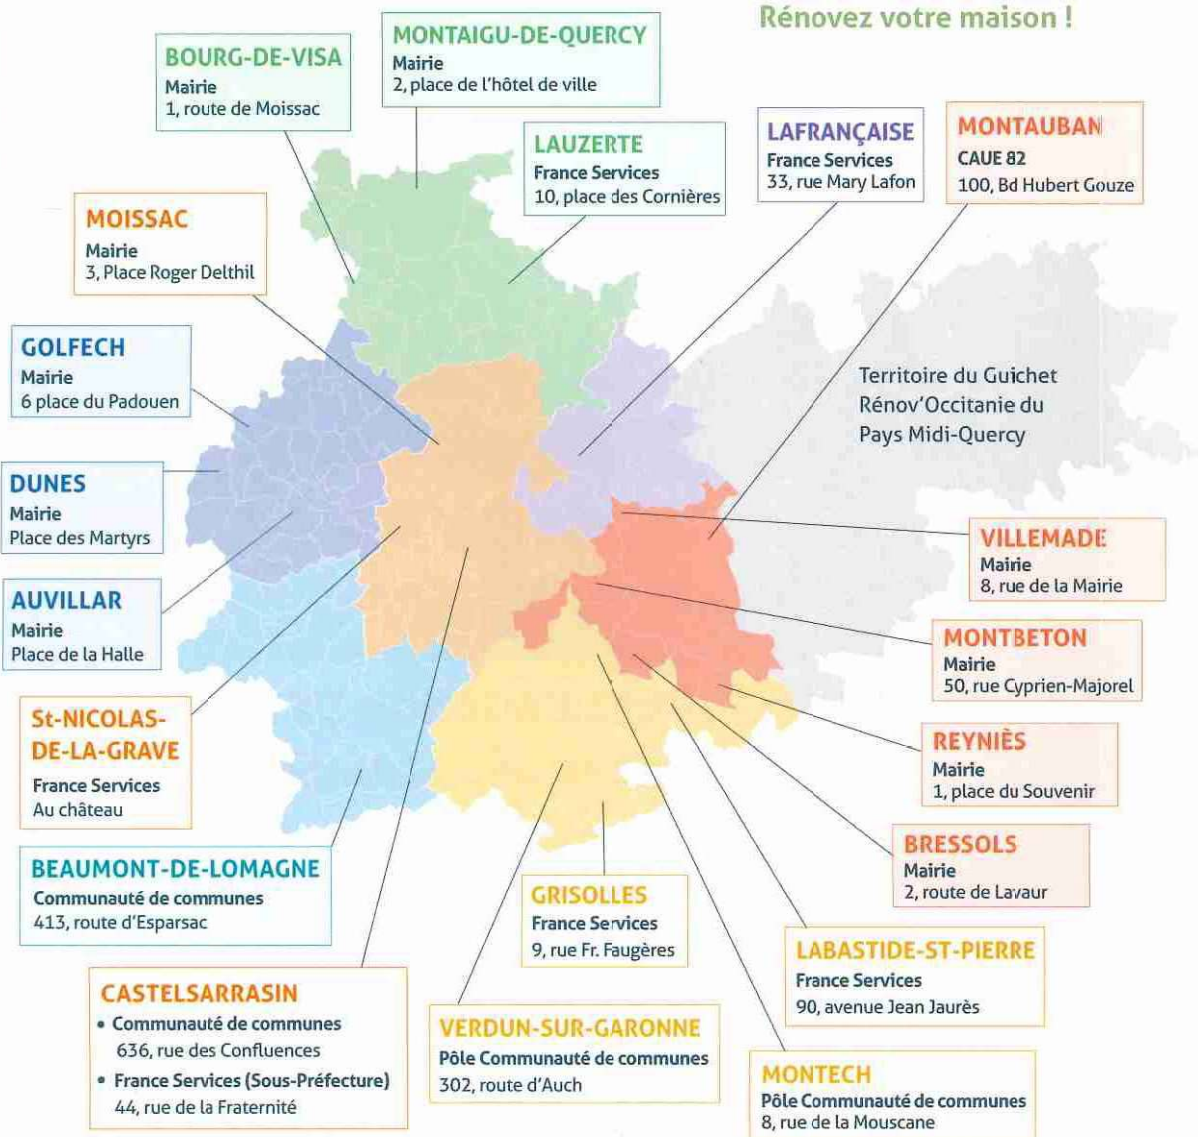 Rénovez votre maison !
BOURG-DE-VISA
Mairie
1, route de Moissac
MONTAIGU-DE-QUERCY
Mairie
2, place de l'hôtel de ville
LAUZERTE
France Services
10, place des Cornières
LAFRANÇAISE
France Services
33, rue Mary Lafon
MONTAUBAN
CAUE 82
100, Bd Hubert Gouze
MOISSAC
Mairie
3, Place Roger Delthil
GOLFECH
Mairie
6 place du Padouen
Territoire du Guichet
Rénov'Occitanie du
Pays Midi-Quercy
DUNES
Mairie
Place des Martyrs
VILLEMADE
Mairie
8, rue de la Mairie
AUVILLAR
Mairie
Place de la Halle
MONTBETON
Mairie
50, rue Cyprien-Majorel
St-NICOLAS-
DE-LA-GRAVE
France Services
Au château
REYNIÈS
Mairie
1, place du Souvenir
BRESSOLS
Mairie
2, route de Lavaur
BEAUMONT-DE-LOMAGNE
Communauté de communes
413, route d'Esparsac
GRISOLLES
France Services
9, rue Fr. Faugères
LABASTIDE-ST-PIERRE
France Services
90, avenue Jean Jaurès
CASTELSARRASIN
• Communauté de communes
636, rue des Confluences
• France Services (Sous-Préfecture)
44, rue de la Fraternité
VERDUN-SUR-GARONNE
Pôle Communauté de communes
302, route d'Auch
MONTECH
Pôle Communauté de communes
8, rue de la Mouscane